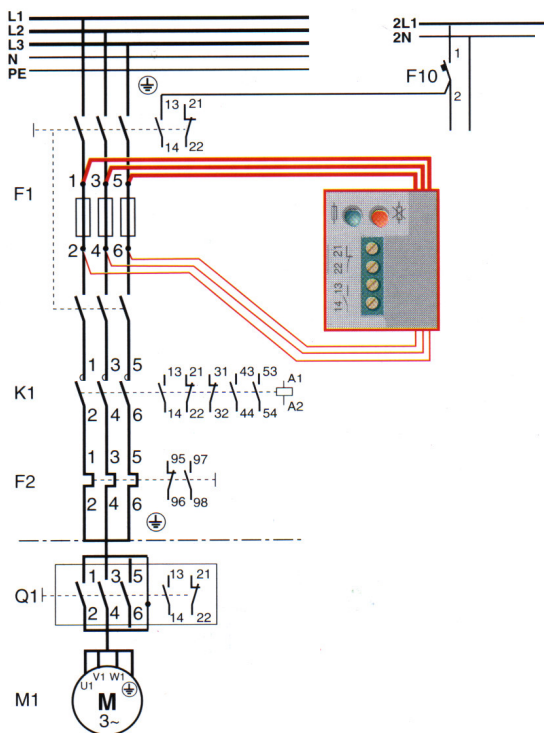 L1
L2
L3
N
PE
2L1
2N
1
F10
2
13 21
14 22
F1
1 3 5
2 4 6
21
22
13
14
K1
1 3 5
2 4 6
13 21 31 43 53
14 22 32 44 54
A1
A2
F2
1 3 5
2 4 6
95 97
96 98
Q1
1 3 5
2 4 6
13 21
14 22
M1
U1 V1 W1
M
3~